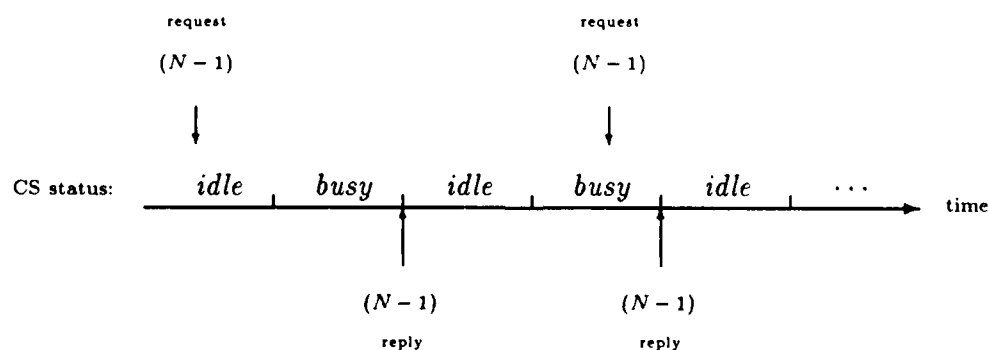 request request
(N − 1) (N − 1)
CS status: idle busy idle busy idle ···
time
(N − 1) (N − 1)
reply reply